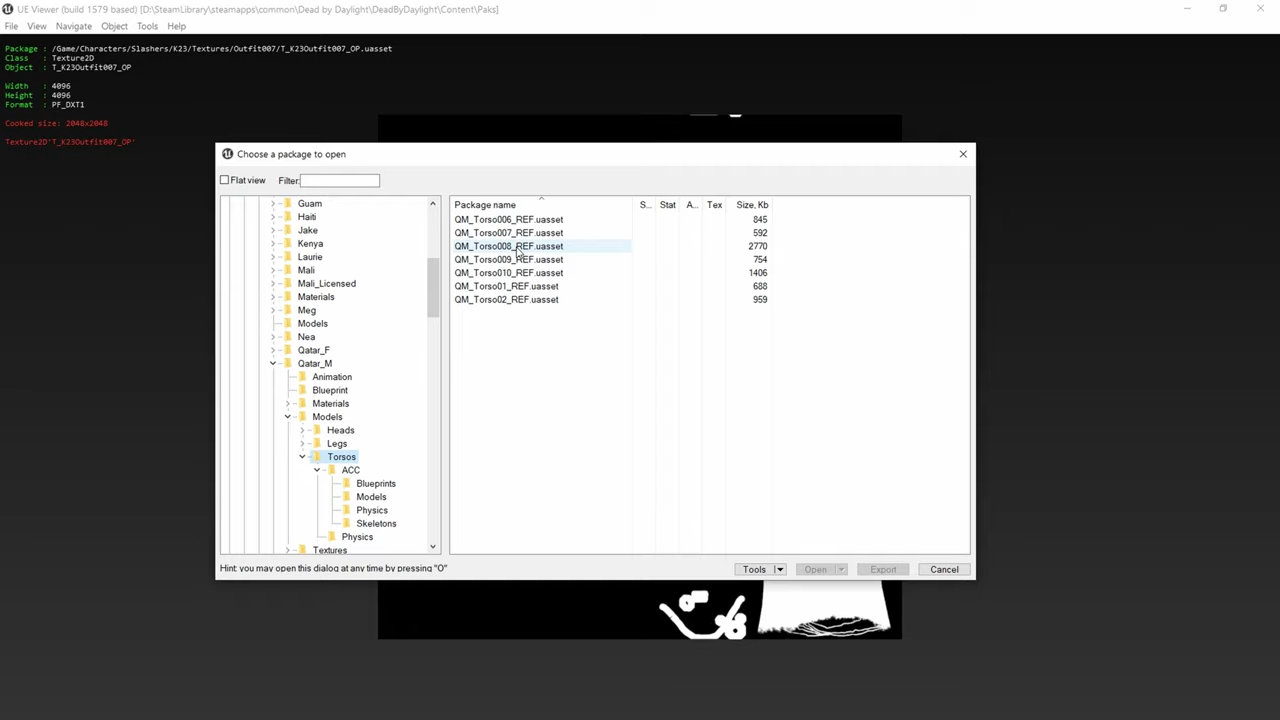 UE Viewer (build 1579 based) [D:\SteamLibrary\steamapps\common\Dead by Daylight\DeadByDaylight\Content\Paks]
File View Navigate Object Tools Help
Package : /Game/Characters/Slashers/K23/Textures/Outfit007/T_K23Outfit007_OP.uasset
Class : Texture2D
Object : T_K23Outfit007_OP
Width : 4096
Height : 4096
Format : PF_DXT1
Cooked size: 2048x2048
Texture2D'T_K23Outfit007_OP'
Choose a package to open
Flat view Filter:
Guam
Haiti
Jake
Kenya
Laurie
Mali
Mali_Licensed
Materials
Meg
Models
Nea
Qatar_F
Qatar_M
Animation
Blueprint
Materials
Models
Heads
Legs
Torsos
ACC
Blueprints
Models
Physics
Skeletons
Physics
Textures
Package name S... Stat A... Tex Size, Kb
QM_Torso006_REF.uasset 845
QM_Torso007_REF.uasset 592
QM_Torso008_REF.uasset 2770
QM_Torso009_REF.uasset 754
QM_Torso010_REF.uasset 1406
QM_Torso01_REF.uasset 688
QM_Torso02_REF.uasset 959
Hint: you may open this dialog at any time by pressing "O"
Tools Open Export Cancel